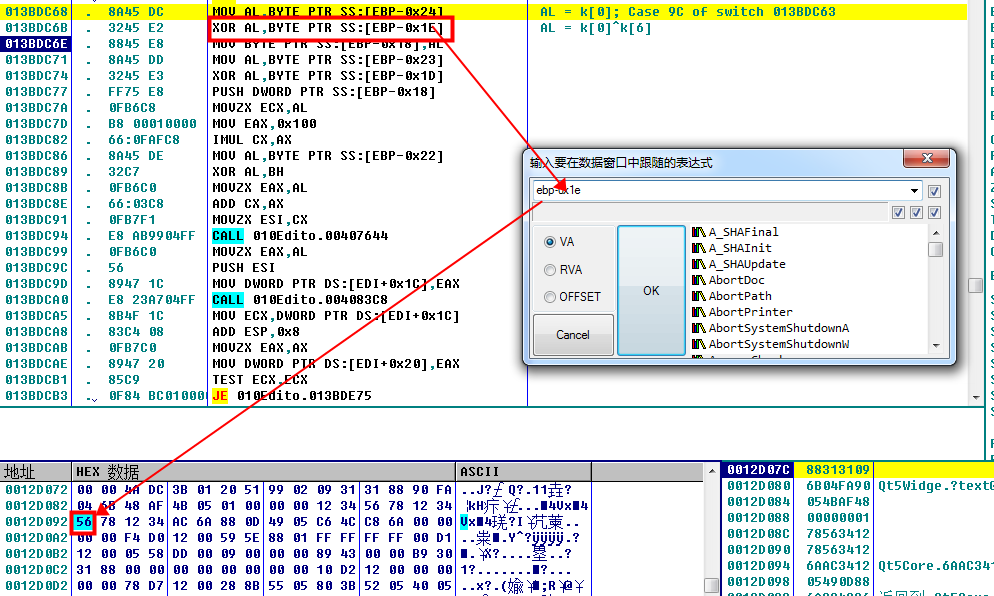 013BDC68 . 8A45 DC MOV AL,BYTE PTR SS:[EBP-0x24] AL = k[0]; Case 9C of switch 013BDC63
013BDC6B . 3245 E2 XOR AL,BYTE PTR SS:[EBP-0x1E] AL = k[0]^k[6]
013BDC6E . 8845 E8 MOV BYTE PTR SS:[EBP-0x18],AL
013BDC71 . 8A45 DD MOV AL,BYTE PTR SS:[EBP-0x23]
013BDC74 . 3245 E3 XOR AL,BYTE PTR SS:[EBP-0x1D]
013BDC77 . FF75 E8 PUSH DWORD PTR SS:[EBP-0x18]
013BDC7A . 0FB6C8 MOVZX ECX,AL
013BDC7D . B8 00010000 MOV EAX,0x100
013BDC82 . 66:0FAFC8 IMUL CX,AX
013BDC86 . 8A45 DE MOV AL,BYTE PTR SS:[EBP-0x22]
013BDC89 . 32C7 XOR AL,BH
013BDC8B . 0FB6C0 MOVZX EAX,AL
013BDC8E . 66:03C8 ADD CX,AX
013BDC91 . 0FB7F1 MOVZX ESI,CX
013BDC94 . E8 AB9904FF CALL 010Edito.00407644
013BDC99 . 0FB6C0 MOVZX EAX,AL
013BDC9C . 56 PUSH ESI
013BDC9D . 8947 1C MOV DWORD PTR DS:[EDI+0x1C],EAX
013BDCA0 . E8 23A704FF CALL 010Edito.004083C8
013BDCA5 . 8B4F 1C MOV ECX,DWORD PTR DS:[EDI+0x1C]
013BDCA8 . 83C4 08 ADD ESP,0x8
013BDCAB . 0FB7C0 MOVZX EAX,AX
013BDCAE . 8947 20 MOV DWORD PTR DS:[EDI+0x20],EAX
013BDCB1 . 85C9 TEST ECX,ECX
013BDCB3 . 0F84 BC010000 JE 010Edito.013BDE75
输入要在数据窗口中跟随的表达式
ebp-0x1e
VA
RVA
OFFSET
OK
Cancel
A_SHAFinal
A_SHAInit
A_SHAUpdate
AbortDoc
AbortPath
AbortPrinter
AbortSystemShutdownA
AbortSystemShutdownW
地址 HEX 数据 ASCII
0012D072 00 00 4A DC 3B 01 20 51 99 02 09 31 31 88 90 FA
0012D082 04 6B 48 AF 4B 05 01 00 00 00 12 34 56 78 12 34
0012D092 56 78 12 34 AC 6A 88 0D 49 05 C6 4C C8 6A 00 00
0012D0A2 00 00 F4 D0 12 00 59 5E 88 01 FF FF FF FF 00 D1
0012D0B2 12 00 05 58 DD 00 09 00 00 00 89 43 00 00 B9 30
0012D0C2 31 88 00 00 00 00 00 00 00 10 D2 12 00 00 00
0012D0D2 00 00 78 D7 12 00 28 8B 55 05 80 3B 52 05 40 05
0012D07C 88313109
0012D080 6B04FA90 Qt5Widge.?text
0012D084 054BAF48
0012D088 00000001
0012D08C 78563412
0012D090 78563412
0012D094 6AAC3412 Qt5Core.6AAC341
0012D098 05490D88